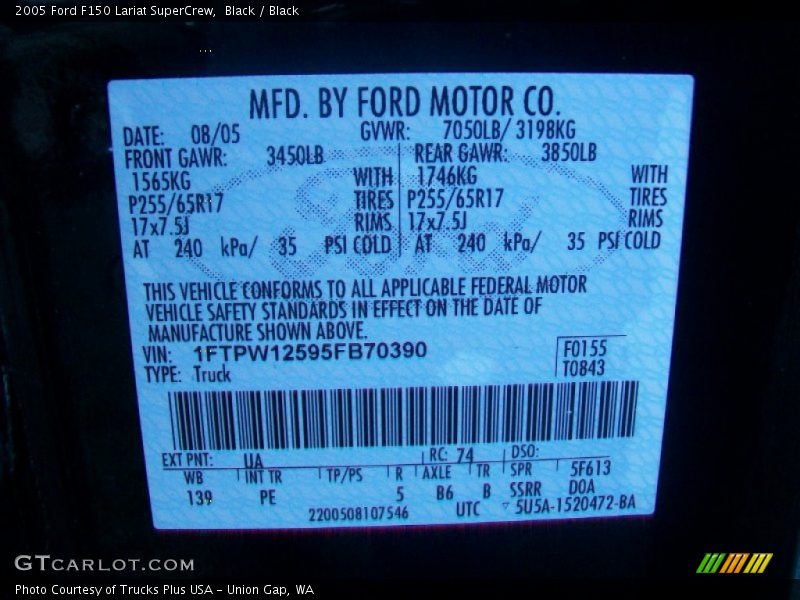 2005 Ford F150 Lariat SuperCrew,  Black / Black
...
MFD. BY FORD MOTOR CO.
DATE: 08/05 GVWR: 7050LB/ 3198KG
FRONT GAWR: 3450LB REAR GAWR: 3850LB
1565KG WITH 1746KG WITH
P255/65R17 TIRES P255/65R17 TIRES
17x7.5J RIMS 17x7.5J RIMS
AT 240 kPa/ 35 PSI COLD AT 240 kPa/ 35 PSI COLD
THIS VEHICLE CONFORMS TO ALL APPLICABLE FEDERAL MOTOR
VEHICLE SAFETY STANDARDS IN EFFECT ON THE DATE OF
MANUFACTURE SHOWN ABOVE.
VIN: 1FTPW12595FB70390 F0155
TYPE: Truck T0843
EXT PNT: UA RC: 74 DSO:
WB INT TR TP/PS R AXLE TR SPR 5F613
139 PE 5 B6 B SSRR DOA
2200508107546 UTC ▽ 5U5A-1520472-BA
GTCARLOT.COM
Photo Courtesy of Trucks Plus USA - Union Gap, WA